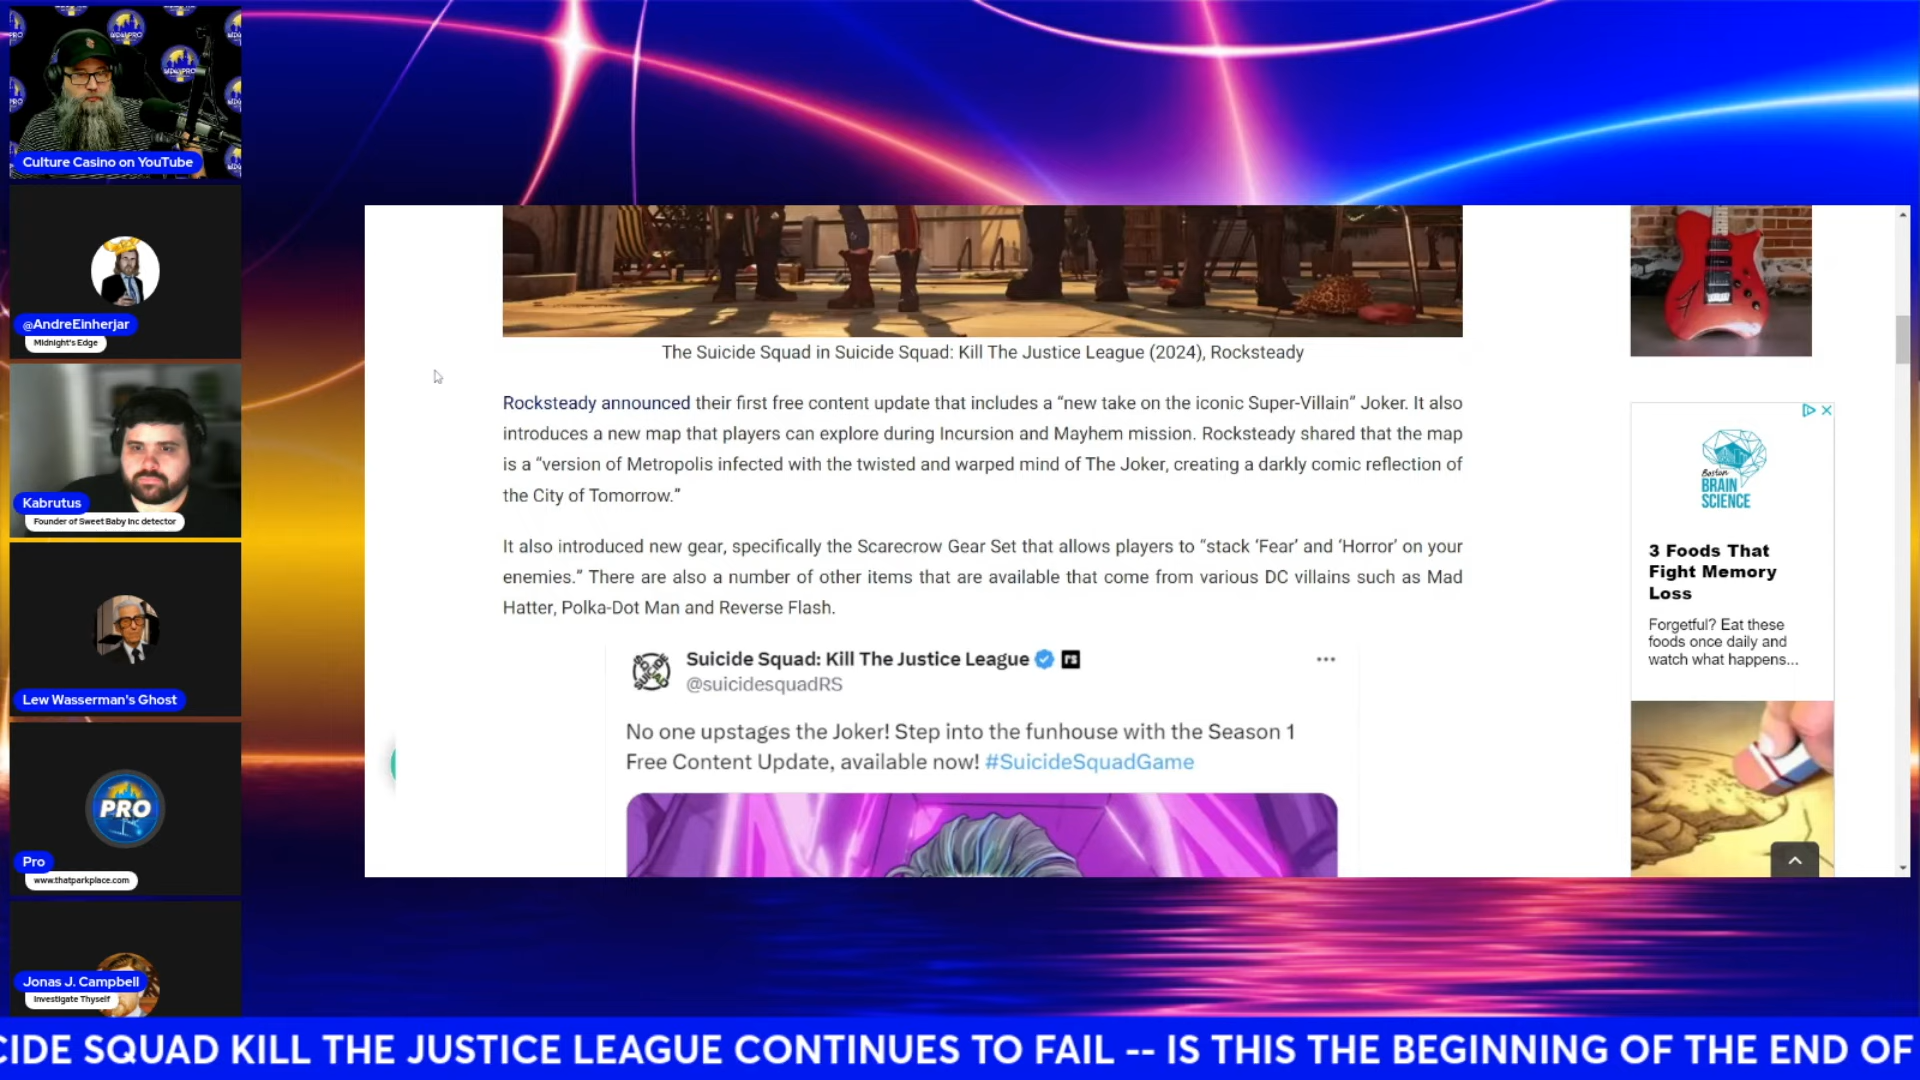 WDWPRO
WDWPRO
Culture Casino on YouTube
@AndreEinherjar
Midnight's Edge
Kabrutus
Founder of Sweet Baby Inc detector
Lew Wasserman's Ghost
PRO
Pro
www.thatparkplace.com
Jonas J. Campbell
Investigate Thyself
The Suicide Squad in Suicide Squad: Kill The Justice League (2024), Rocksteady
Rocksteady announced their first free content update that includes a “new take on the iconic Super-Villain” Joker. It also
introduces a new map that players can explore during Incursion and Mayhem mission. Rocksteady shared that the map
is a “version of Metropolis infected with the twisted and warped mind of The Joker, creating a darkly comic reflection of
the City of Tomorrow.”
It also introduced new gear, specifically the Scarecrow Gear Set that allows players to “stack ‘Fear’ and ‘Horror’ on your
enemies.” There are also a number of other items that are available that come from various DC villains such as Mad
Hatter, Polka-Dot Man and Reverse Flash.
Suicide Squad: Kill The Justice League
@suicidesquadRS
No one upstages the Joker! Step into the funhouse with the Season 1
Free Content Update, available now! #SuicideSquadGame
Boston
BRAIN
SCIENCE
3 Foods That
Fight Memory
Loss
Forgetful? Eat these
foods once daily and
watch what happens...
CIDE SQUAD KILL THE JUSTICE LEAGUE CONTINUES TO FAIL -- IS THIS THE BEGINNING OF THE END OF